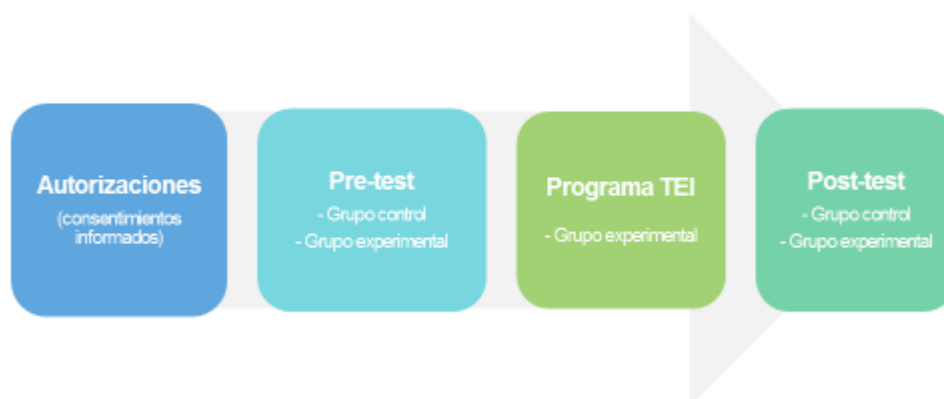 Autorizaciones
(consentimientos
informados)
Pre-test
- Grupo control
- Grupo experimental
Programa TEI
- Grupo experimental
Post-test
- Grupo control
- Grupo experimental